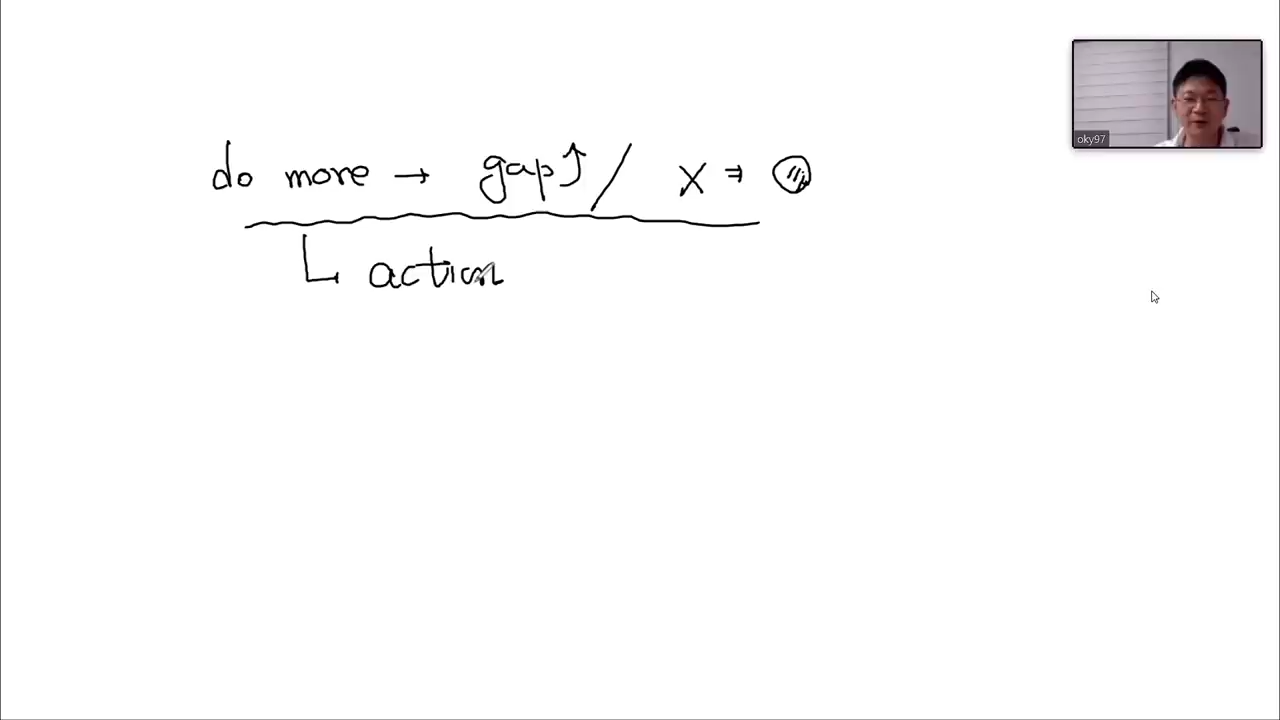 do more → gap↑ / x ⇒
action
oky97